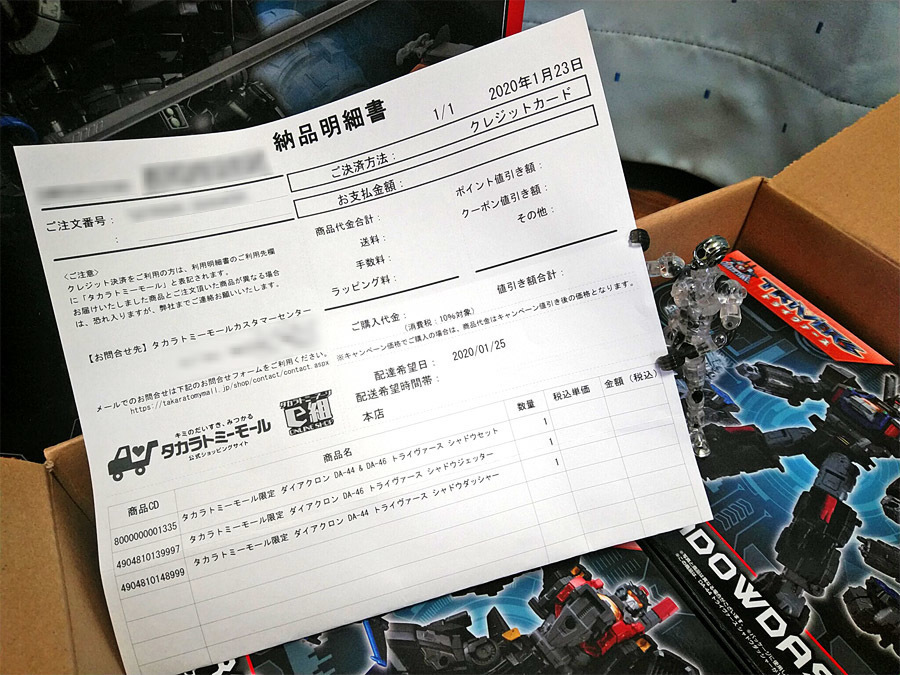 納品明細書
1/1
2020年1月23日
ご決済方法：
クレジットカード
お支払金額：
ご注文番号：
：
商品代金合計：
ポイント値引き額：
送料：
クーポン値引き額：
手数料：
その他：
ラッピング料：
値引き額合計：
＜ご注意＞
クレジット決済をご利用の方は、利用明細書のご利用先欄
に「タカラトミーモール」と表記されます。
お届けいたしました商品とご注文頂いた商品が異なる場合
は、恐れ入りますが、弊社までご連絡お願いいたします。
【お問合せ先】タカラトミーモールカスタマーセンター
ご購入代金：
（消費税：10％対象）
※キャンペーン価格でご購入の場合は、商品代金はキャンペーン値引き後の価格となります。
メールでのお問合せは下記のお問合せフォームをご利用ください。
https://takaratomymall.jp/shop/contact/contact.aspx
配達希望日：
2020/01/25
配送希望時間帯：
本店
キミのだいすき、みつかる
タカラトミーモール
公式ショッピングサイト
ONLINE SHOP
商品CD
商品名
数量
税込単価
金額（税込）
8000000001335
タカラトミーモール限定 ダイアクロン DA-44 & DA-46 トライヴァース シャドウセット
1
4904810139997
タカラトミーモール限定 ダイアクロン DA-46 トライヴァース シャドウジェッター
1
4904810148999
タカラトミーモール限定 ダイアクロン DA-44 トライヴァース シャドウダッシャー
1